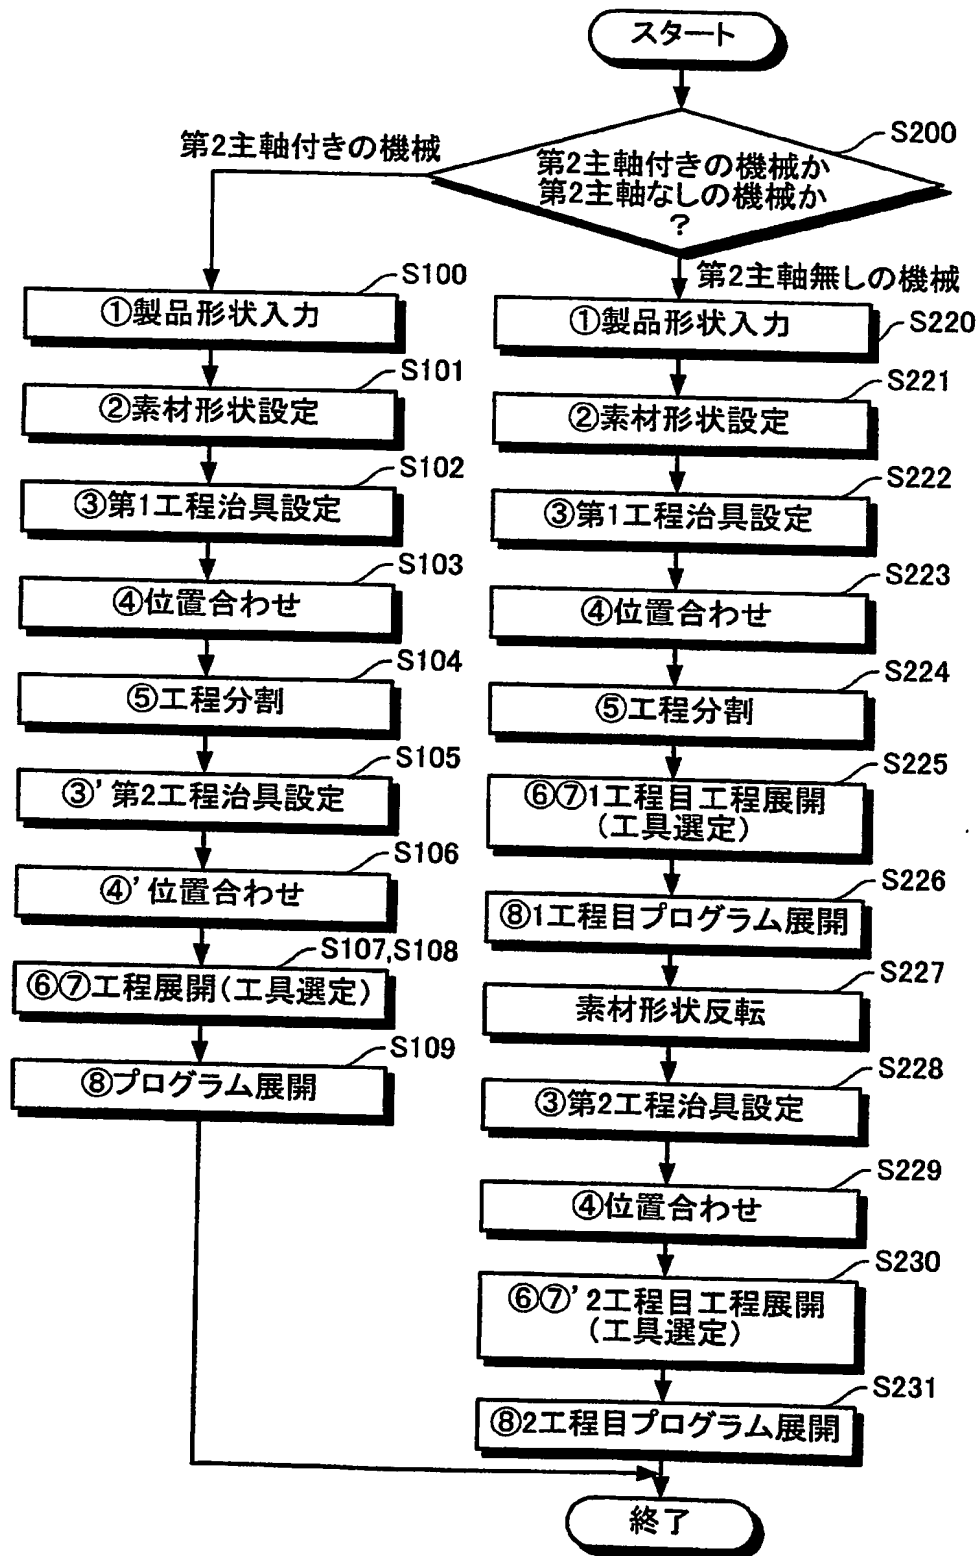 スタート
S200
第2主軸付きの機械か
第2主軸なしの機械か
?
第2主軸付きの機械
S100
①製品形状入力
S101
②素材形状設定
S102
③第1工程治具設定
S103
④位置合わせ
S104
⑤工程分割
S105
③'第2工程治具設定
S106
④'位置合わせ
S107,S108
⑥⑦工程展開(工具選定)
S109
⑧プログラム展開
第2主軸無しの機械
①製品形状入力
S220
S221
②素材形状設定
S222
③第1工程治具設定
S223
④位置合わせ
S224
⑤工程分割
S225
⑥⑦1工程目工程展開
(工具選定)
S226
⑧1工程目プログラム展開
S227
素材形状反転
S228
③第2工程治具設定
S229
④位置合わせ
S230
⑥⑦'2工程目工程展開
(工具選定)
S231
⑧2工程目プログラム展開
終了